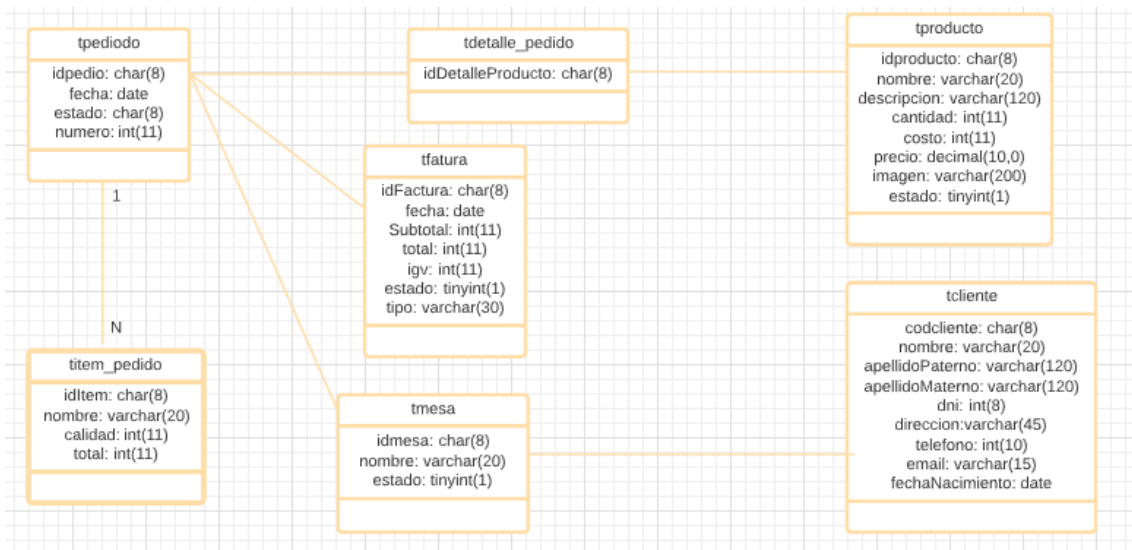 tpediodo
idpedio: char(8)
fecha: date
estado: char(8)
numero: int(11)
1
N
titem_pedido
idItem: char(8)
nombre: varchar(20)
calidad: int(11)
total: int(11)
tdetalle_pedido
idDetalleProducto: char(8)
tfatura
idFactura: char(8)
fecha: date
Subtotal: int(11)
total: int(11)
igv: int(11)
estado: tinyint(1)
tipo: varchar(30)
tmesa
idmesa: char(8)
nombre: varchar(20)
estado: tinyint(1)
tproducto
idproducto: char(8)
nombre: varchar(20)
descripcion: varchar(120)
cantidad: int(11)
costo: int(11)
precio: decimal(10,0)
imagen: varchar(200)
estado: tinyint(1)
tcliente
codcliente: char(8)
nombre: varchar(20)
apellidoPaterno: varchar(120)
apellidoMaterno: varchar(120)
dni: int(8)
direccion:varchar(45)
telefono: int(10)
email: varchar(15)
fechaNacimiento: date